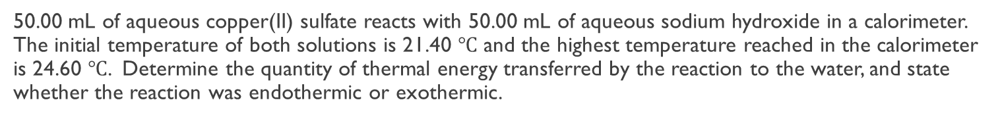 50.00 mL of aqueous copper(II) sulfate reacts with 50.00 mL of aqueous sodium hydroxide in a calorimeter.
The initial temperature of both solutions is 21.40 °C and the highest temperature reached in the calorimeter
is 24.60 °C. Determine the quantity of thermal energy transferred by the reaction to the water, and state
whether the reaction was endothermic or exothermic.